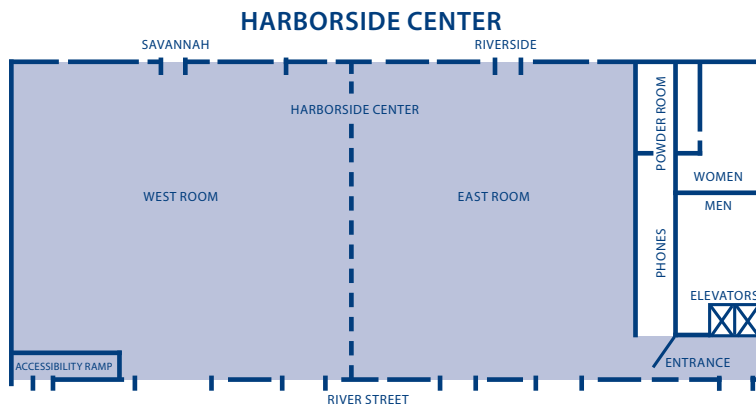 HARBORSIDE CENTER
SAVANNAH
RIVERSIDE
HARBORSIDE CENTER
POWDER ROOM
WOMEN
WEST ROOM
EAST ROOM
MEN
PHONES
ELEVATORS
ACCESSIBILITY RAMP
ENTRANCE
RIVER STREET